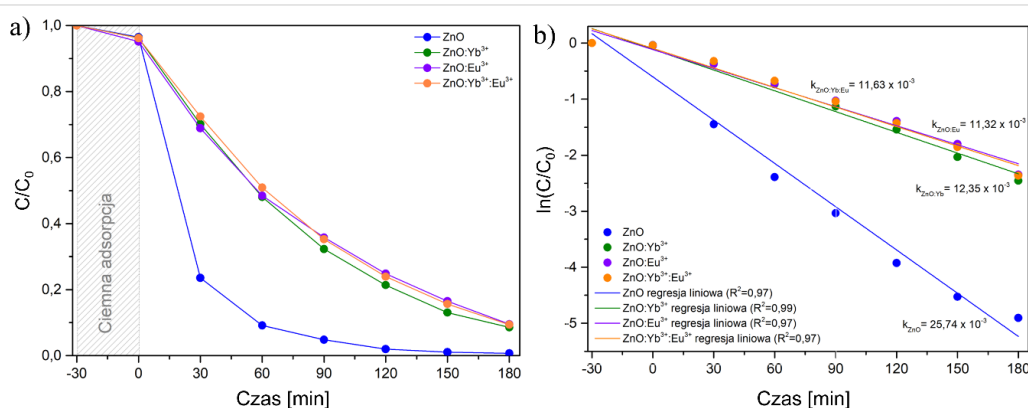 a)
1,0
0,8
0,6
0,4
0,2
0,0
C/C₀
Ciemna adsorpcja
ZnO
ZnO:Yb³⁺
ZnO:Eu³⁺
ZnO:Yb³⁺:Eu³⁺
-30 0 30 60 90 120 150 180
Czas [min]
b)
0
-1
-2
-3
-4
-5
ln(C/C₀)
k_ZnO:Yb:Eu = 11,63 x 10⁻³
k_ZnO:Eu = 11,32 x 10⁻³
k_ZnO:Yb = 12,35 x 10⁻³
k_ZnO = 25,74 x 10⁻³
ZnO
ZnO:Yb³⁺
ZnO:Eu³⁺
ZnO:Yb³⁺:Eu³⁺
ZnO regresja liniowa (R²=0,97)
ZnO:Yb³⁺ regresja liniowa (R²=0,99)
ZnO:Eu³⁺ regresja liniowa (R²=0,97)
ZnO:Yb³⁺:Eu³⁺ regresja liniowa (R²=0,97)
-30 0 30 60 90 120 150 180
Czas [min]